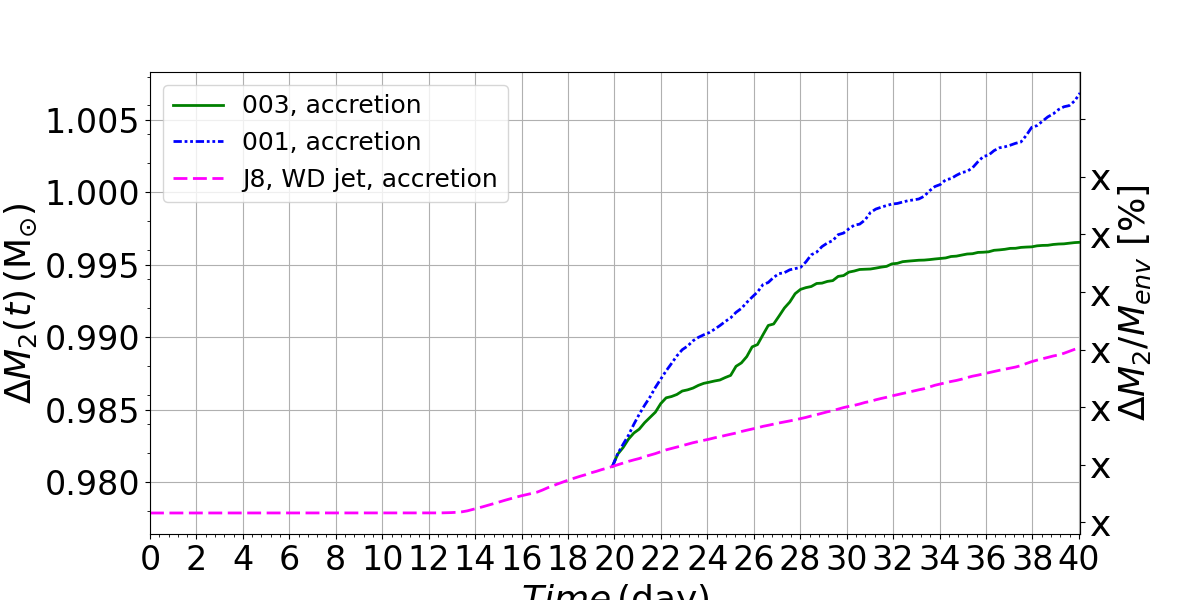 003, accretion
001, accretion
J8, WD jet, accretion
1.005
1.000
0.995
0.990
0.985
0.980
ΔM₂(t) (M☉)
x
x
x
x
x
x
x
ΔM₂/Mₑₙᵥ [%]
0 2 4 6 8 10 12 14 16 18 20 22 24 26 28 30 32 34 36 38 40
Time (day)